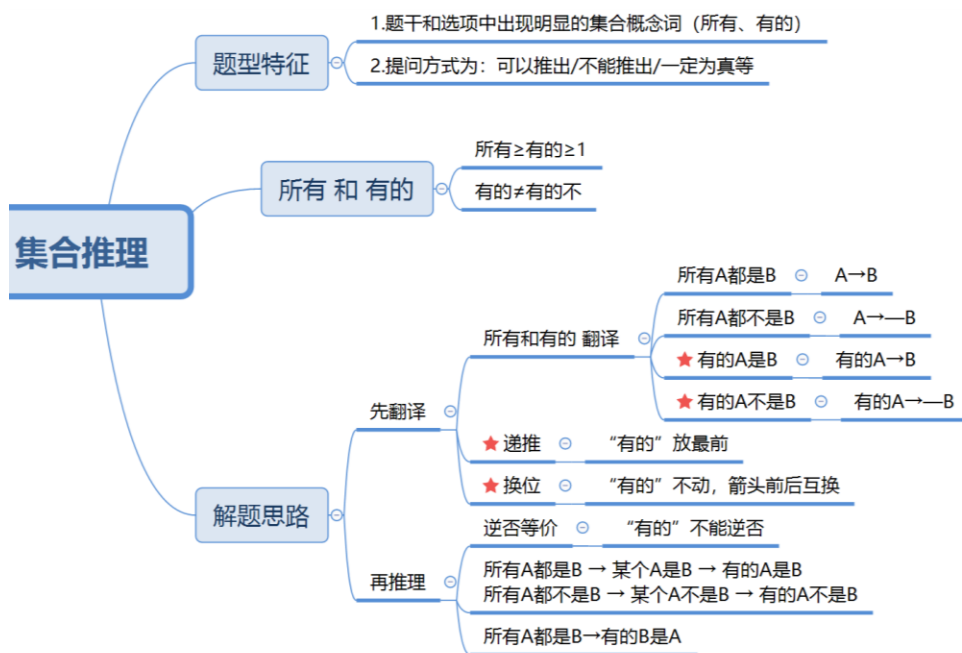 集合推理
题型特征
1.题干和选项中出现明显的集合概念词（所有、有的）
2.提问方式为：可以推出/不能推出/一定为真等
所有 和 有的
所有≥有的≥1
有的≠有的不
解题思路
先翻译
所有和有的 翻译
所有A都是B
A→B
所有A都不是B
A→—B
有的A是B
有的A→B
有的A不是B
有的A→—B
递推
“有的”放最前
换位
“有的”不动，箭头前后互换
再推理
逆否等价
“有的”不能逆否
所有A都是B → 某个A是B → 有的A是B
所有A都不是B → 某个A不是B → 有的A不是B
所有A都是B→有的B是A